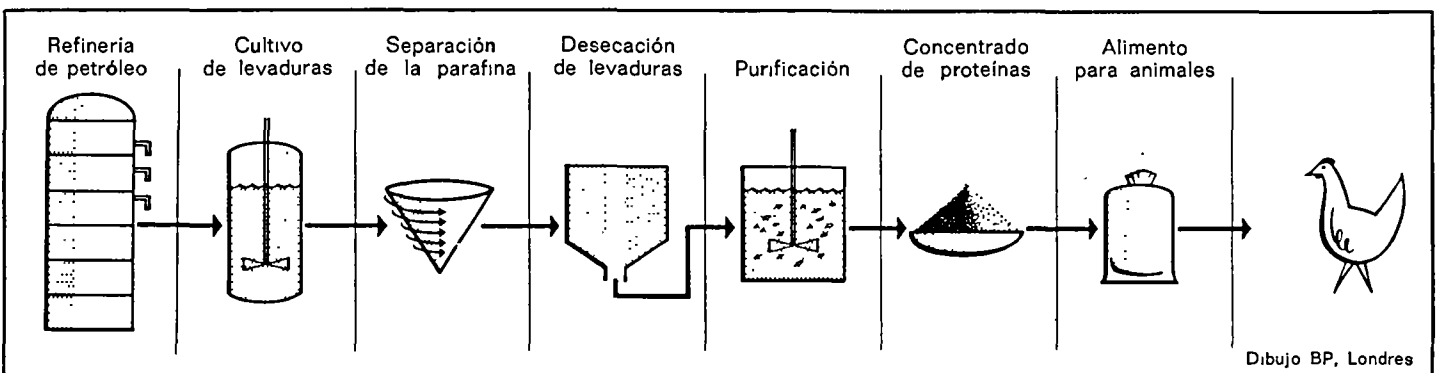 Refinería
de petróleo
Cultivo
de levaduras
Separación
de la parafina
Desecación
de levaduras
Purificación
Concentrado
de proteínas
Alimento
para animales
Dibujo BP, Londres